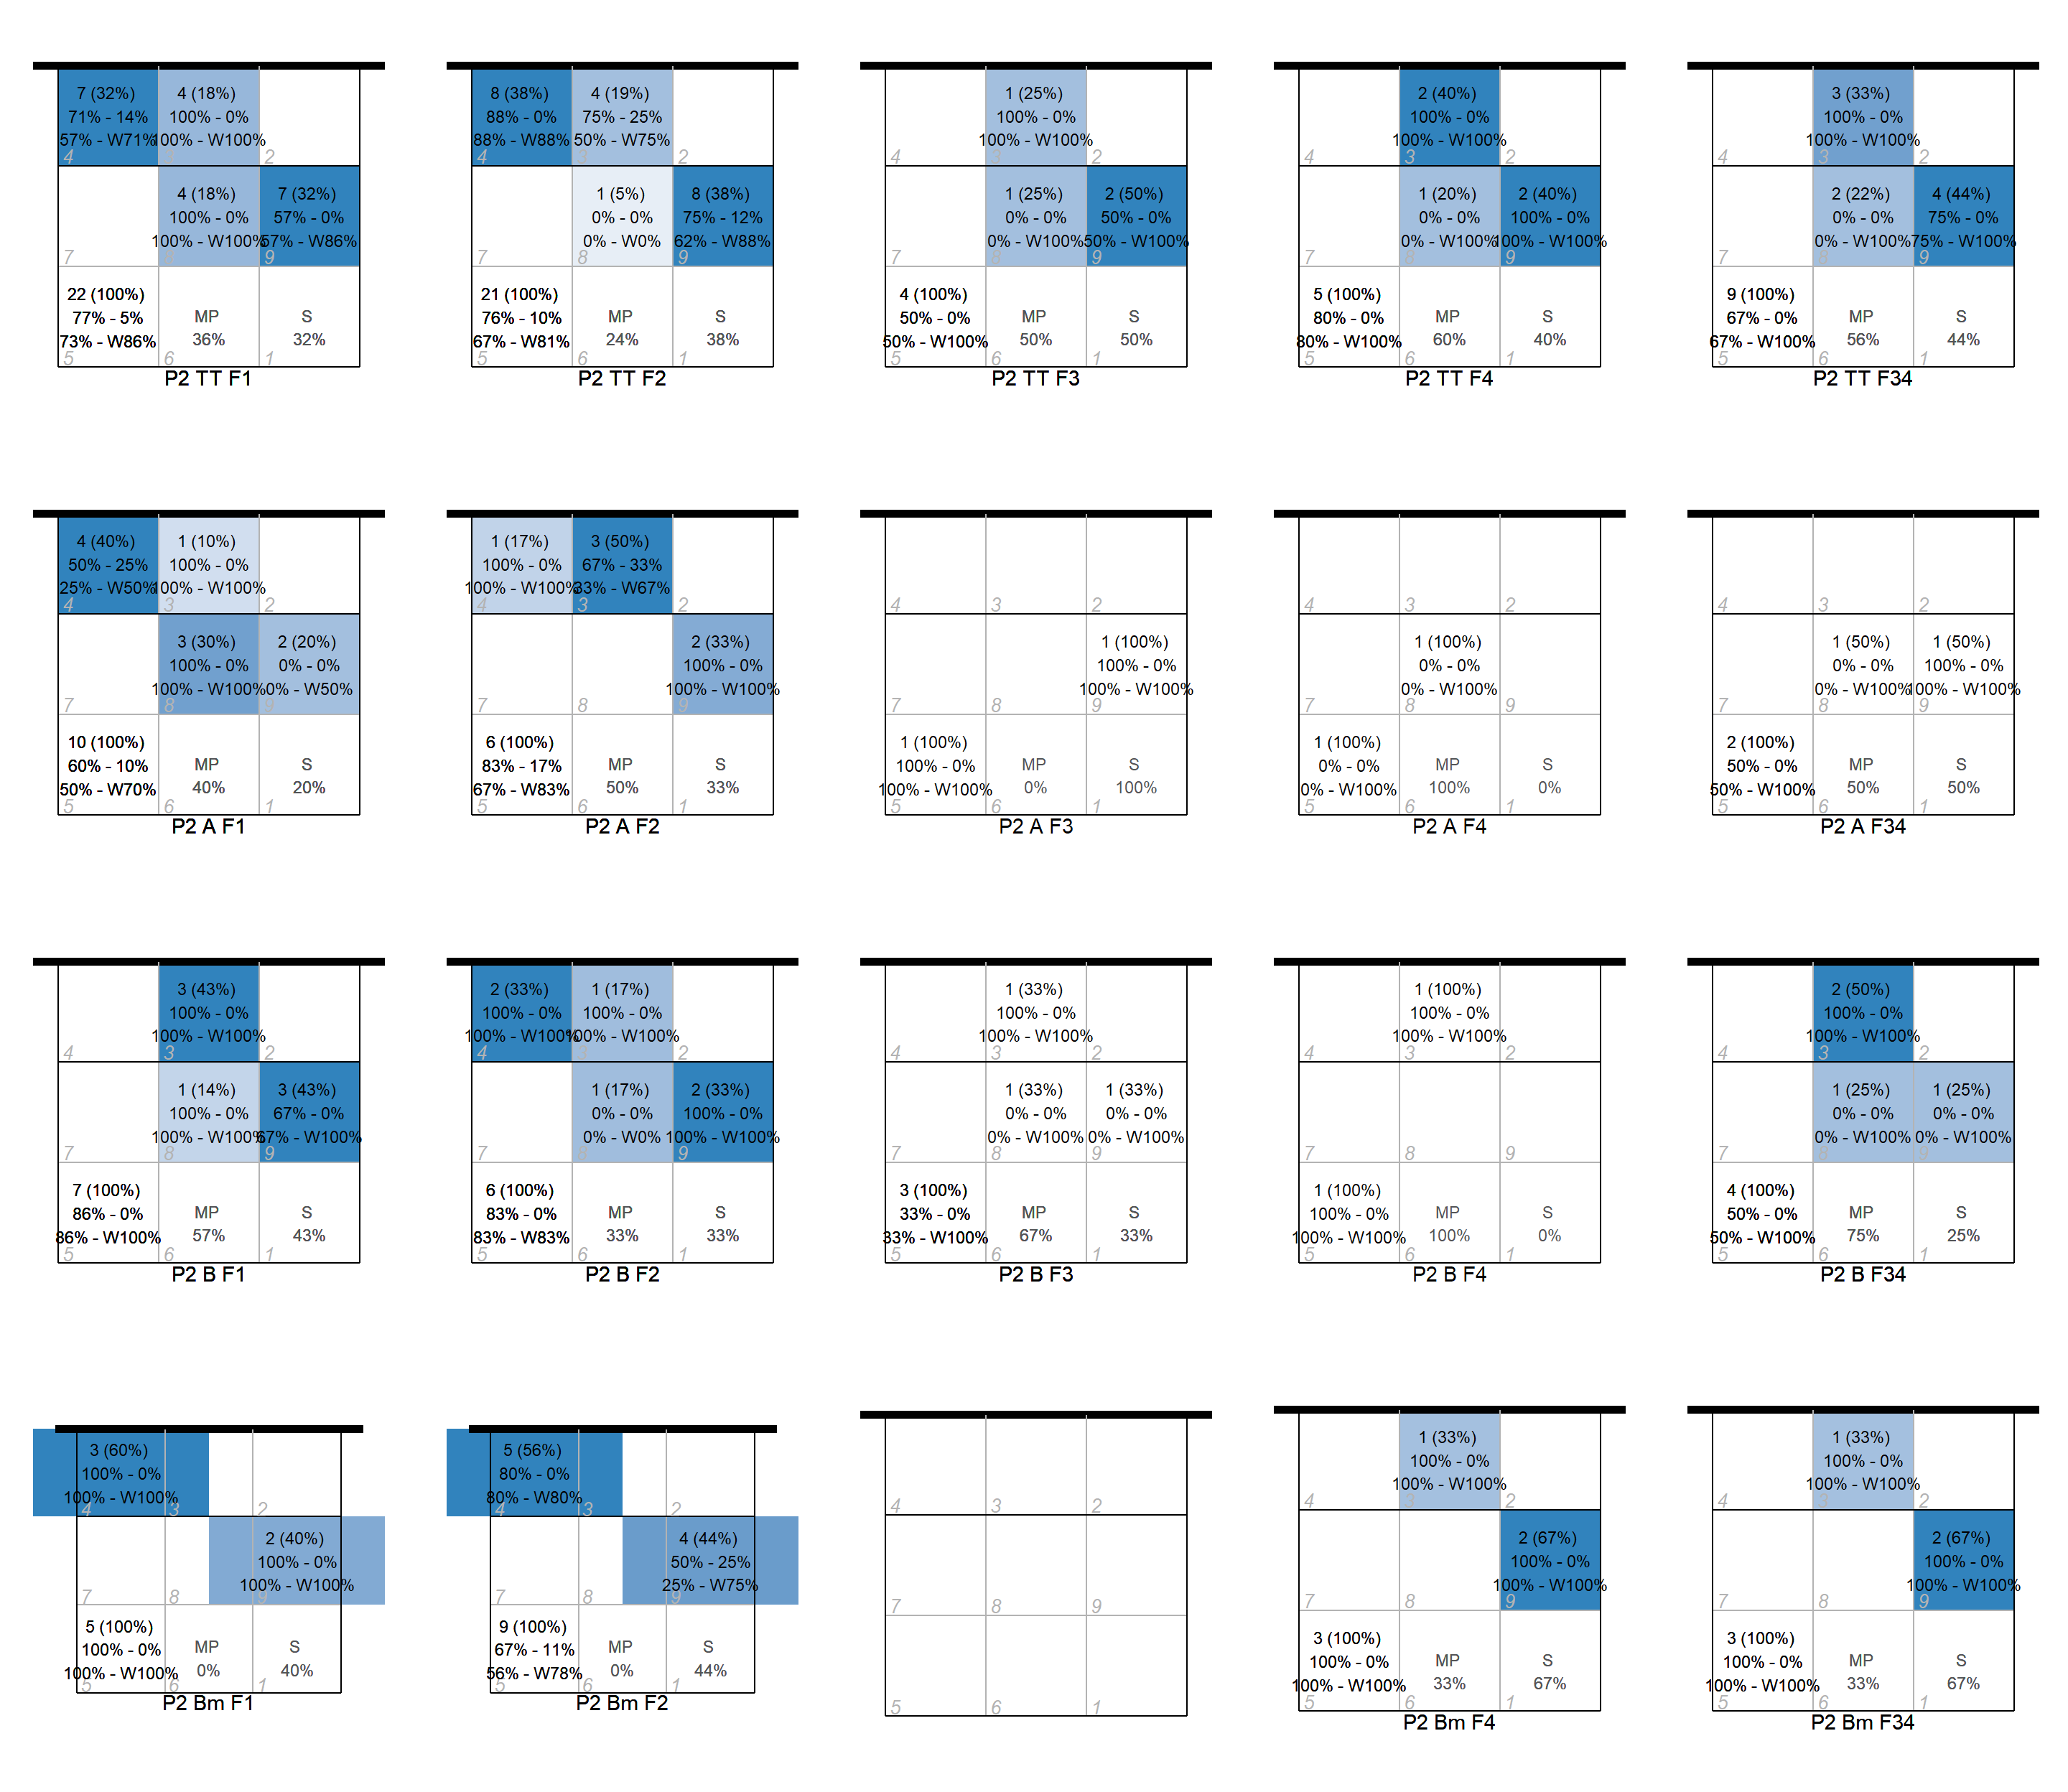 7 (32%)
71% - 14%
57% - W71%
4
4 (18%)
100% - 0%
100% - W100%
2
4 (18%)
100% - 0%
100% - W100%
7 (32%)
57% - 0%
57% - W86%
7
8
9
22 (100%)
77% - 5%
73% - W86%
MP
36%
S
32%
5
6
1
P2 TT F1
8 (38%)
88% - 0%
88% - W88%
4
4 (19%)
75% - 25%
50% - W75%
2
1 (5%)
0% - 0%
0% - W0%
8 (38%)
75% - 12%
62% - W88%
7
8
9
21 (100%)
76% - 10%
67% - W81%
MP
24%
S
38%
5
6
1
P2 TT F2
1 (25%)
100% - 0%
100% - W100%
4
2
1 (25%)
0% - 0%
0% - W100%
2 (50%)
50% - 0%
50% - W100%
7
8
9
4 (100%)
50% - 0%
50% - W100%
MP
50%
S
50%
5
6
1
P2 TT F3
2 (40%)
100% - 0%
100% - W100%
4
3
2
1 (20%)
0% - 0%
0% - W100%
2 (40%)
100% - 0%
100% - W100%
7
8
9
5 (100%)
80% - 0%
80% - W100%
MP
60%
S
40%
5
6
1
P2 TT F4
3 (33%)
100% - 0%
100% - W100%
4
3
2
2 (22%)
0% - 0%
0% - W100%
4 (44%)
75% - 0%
75% - W100%
7
8
9
9 (100%)
67% - 0%
67% - W100%
MP
56%
S
44%
5
6
1
P2 TT F34
4 (40%)
50% - 25%
25% - W50%
1 (10%)
100% - 0%
100% - W100%
4
3
2
3 (30%)
100% - 0%
100% - W100%
2 (20%)
0% - 0%
0% - W50%
7
8
9
10 (100%)
60% - 10%
50% - W70%
MP
40%
S
20%
5
6
1
P2 A F1
1 (17%)
100% - 0%
100% - W100%
3 (50%)
67% - 33%
33% - W67%
4
3
2
2 (33%)
100% - 0%
100% - W100%
7
8
9
6 (100%)
83% - 17%
67% - W83%
MP
50%
S
33%
5
6
1
P2 A F2
4
3
2
1 (100%)
100% - 0%
100% - W100%
7
8
9
1 (100%)
100% - 0%
100% - W100%
MP
0%
S
100%
5
6
1
P2 A F3
4
3
2
1 (100%)
0% - 0%
0% - W100%
7
8
9
1 (100%)
0% - 0%
0% - W100%
MP
100%
S
0%
5
6
1
P2 A F4
4
3
2
1 (50%)
0% - 0%
0% - W100%
1 (50%)
100% - 0%
100% - W100%
7
8
9
2 (100%)
50% - 0%
50% - W100%
MP
50%
S
50%
5
6
1
P2 A F34
3 (43%)
100% - 0%
100% - W100%
4
3
2
1 (14%)
100% - 0%
100% - W100%
3 (43%)
67% - 0%
67% - W100%
7
8
9
7 (100%)
86% - 0%
86% - W100%
MP
57%
S
43%
5
6
1
P2 B F1
2 (33%)
100% - 0%
100% - W100%
1 (17%)
100% - 0%
100% - W100%
4
2
1 (17%)
0% - 0%
0% - W0%
2 (33%)
100% - 0%
100% - W100%
7
8
9
6 (100%)
83% - 0%
83% - W83%
MP
33%
S
33%
5
6
1
P2 B F2
1 (33%)
100% - 0%
100% - W100%
4
3
2
1 (33%)
0% - 0%
0% - W100%
1 (33%)
0% - 0%
0% - W100%
7
8
9
3 (100%)
33% - 0%
33% - W100%
MP
67%
S
33%
5
6
1
P2 B F3
1 (100%)
100% - 0%
100% - W100%
4
3
2
7
8
9
1 (100%)
100% - 0%
100% - W100%
MP
100%
S
0%
5
6
1
P2 B F4
2 (50%)
100% - 0%
100% - W100%
4
3
2
1 (25%)
0% - 0%
0% - W100%
1 (25%)
0% - 0%
0% - W100%
7
8
9
4 (100%)
50% - 0%
50% - W100%
MP
75%
S
25%
5
6
1
P2 B F34
3 (60%)
100% - 0%
100% - W100%
4
3
2
2 (40%)
100% - 0%
100% - W100%
7
8
9
5 (100%)
100% - 0%
100% - W100%
MP
0%
S
40%
5
6
1
P2 Bm F1
5 (56%)
80% - 0%
80% - W80%
4
3
2
4 (44%)
50% - 25%
25% - W75%
7
8
9
9 (100%)
67% - 11%
56% - W78%
MP
0%
S
44%
5
6
1
P2 Bm F2
4
3
2
7
8
9
5
6
1
1 (33%)
100% - 0%
100% - W100%
4
3
2
2 (67%)
100% - 0%
100% - W100%
7
8
9
3 (100%)
100% - 0%
100% - W100%
MP
33%
S
67%
5
6
1
P2 Bm F4
1 (33%)
100% - 0%
100% - W100%
4
3
2
2 (67%)
100% - 0%
100% - W100%
7
8
9
3 (100%)
100% - 0%
100% - W100%
MP
33%
S
67%
5
6
1
P2 Bm F34